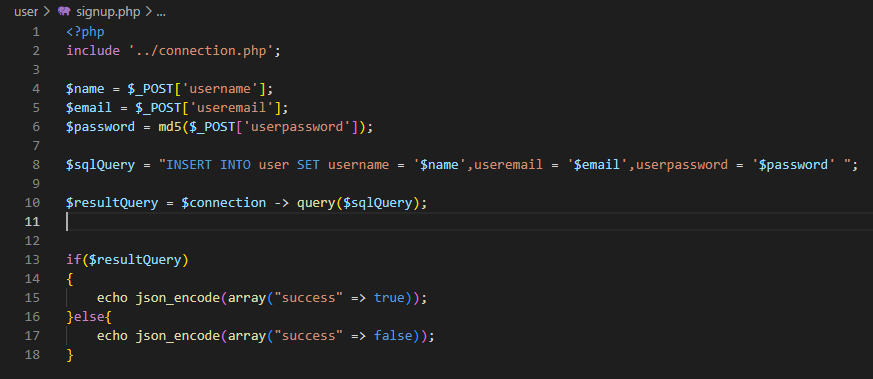 user > signup.php > ...
1 <?php
2 include '../connection.php';
3
4 $name = $_POST['username'];
5 $email = $_POST['useremail'];
6 $password = md5($_POST['userpassword']);
7
8 $sqlQuery = "INSERT INTO user SET username = '$name',useremail = '$email',userpassword = '$password' ";
9
10 $resultQuery = $connection -> query($sqlQuery);
11
12
13 if($resultQuery)
14 {
15     echo json_encode(array("success" => true));
16 }else{
17     echo json_encode(array("success" => false));
18 }